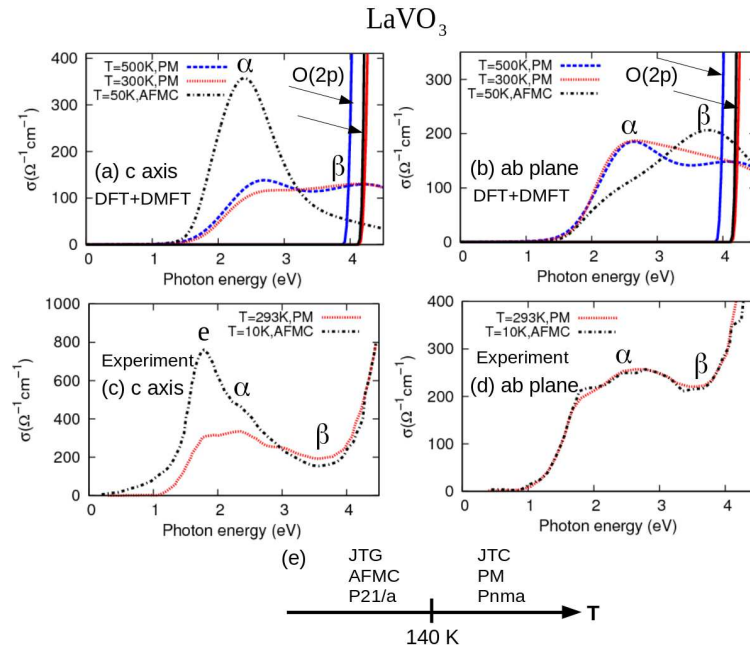 LaVO3
T=500K,PM
T=300K,PM
T=50K,AFMC
α
O(2p)
β
(a) c axis
DFT+DMFT
σ(Ω⁻¹cm⁻¹)
400
300
200
100
0
0 1 2 3 4
Photon energy (eV)
T=500K,PM
T=300K,PM
T=50K,AFMC
O(2p)
α
β
(b) ab plane
DFT+DMFT
σ(Ω⁻¹cm⁻¹)
300
200
100
0
0 1 2 3 4
Photon energy (eV)
T=293K,PM
T=10K,AFMC
e
Experiment
α
(c) c axis
β
σ(Ω⁻¹cm⁻¹)
1000
800
600
400
200
0
0 1 2 3 4
Photon energy (eV)
T=293K,PM
T=10K,AFMC
α
Experiment
β
(d) ab plane
σ(Ω⁻¹cm⁻¹)
400
300
200
100
0
0 1 2 3 4
Photon energy (eV)
(e)
JTG
AFMC
P21/a
JTC
PM
Pnma
T
140 K